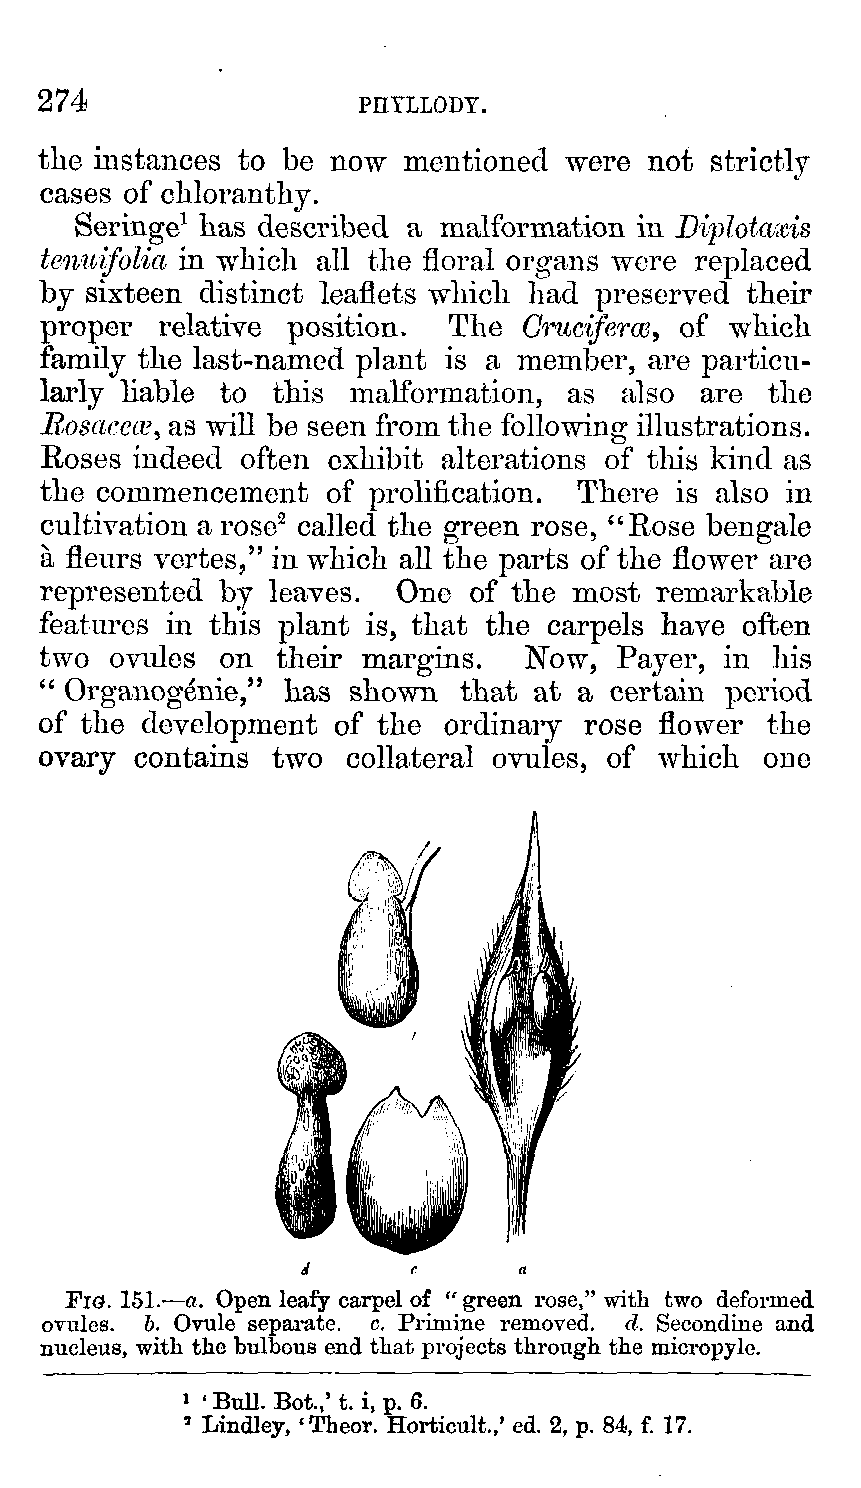 274 PHYLLODY.
the instances to be now mentioned were not strictly
cases of chloranthy.
Seringe¹ has described a malformation in Diplotaxis
tenuifolia in which all the floral organs were replaced
by sixteen distinct leaflets which had preserved their
proper relative position. The Cruciferæ, of which
family the last-named plant is a member, are particu-
larly liable to this malformation, as also are the
Rosaceæ, as will be seen from the following illustrations.
Roses indeed often exhibit alterations of this kind as
the commencement of prolification. There is also in
cultivation a rose² called the green rose, “Rose bengale
à fleurs vertes,” in which all the parts of the flower are
represented by leaves. One of the most remarkable
features in this plant is, that the carpels have often
two ovules on their margins. Now, Payer, in his
“Organogénie,” has shown that at a certain period
of the development of the ordinary rose flower the
ovary contains two collateral ovules, of which one
d c a
FIG. 151.—a. Open leafy carpel of “green rose,” with two deformed
ovules. b. Ovule separate. c. Primine removed. d. Secondine and
nucleus, with the bulbous end that projects through the micropyle.
¹ ‘Bull. Bot.,’ t. i, p. 6.
² Lindley, ‘Theor. Horticult.,’ ed. 2, p. 84, f. 17.